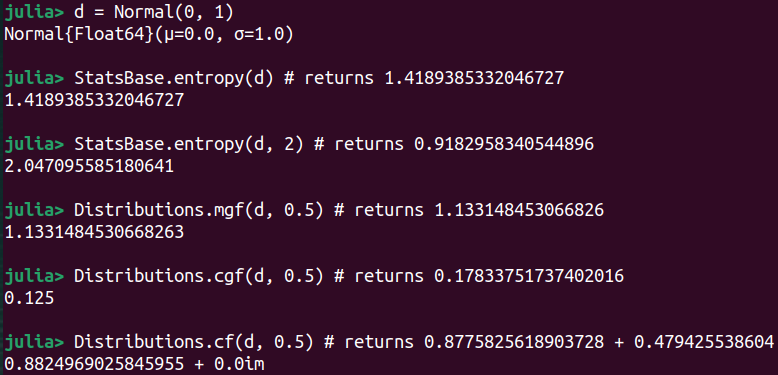 julia> d = Normal(0, 1)
Normal{Float64}(μ=0.0, σ=1.0)
julia> StatsBase.entropy(d) # returns 1.4189385332046727
1.4189385332046727
julia> StatsBase.entropy(d, 2) # returns 0.9182958340544896
2.047095585180641
julia> Distributions.mgf(d, 0.5) # returns 1.133148453066826
1.1331484530668263
julia> Distributions.cgf(d, 0.5) # returns 0.17833751737402016
0.125
julia> Distributions.cf(d, 0.5) # returns 0.8775825618903728 + 0.479425538604
0.8824969025845955 + 0.0im